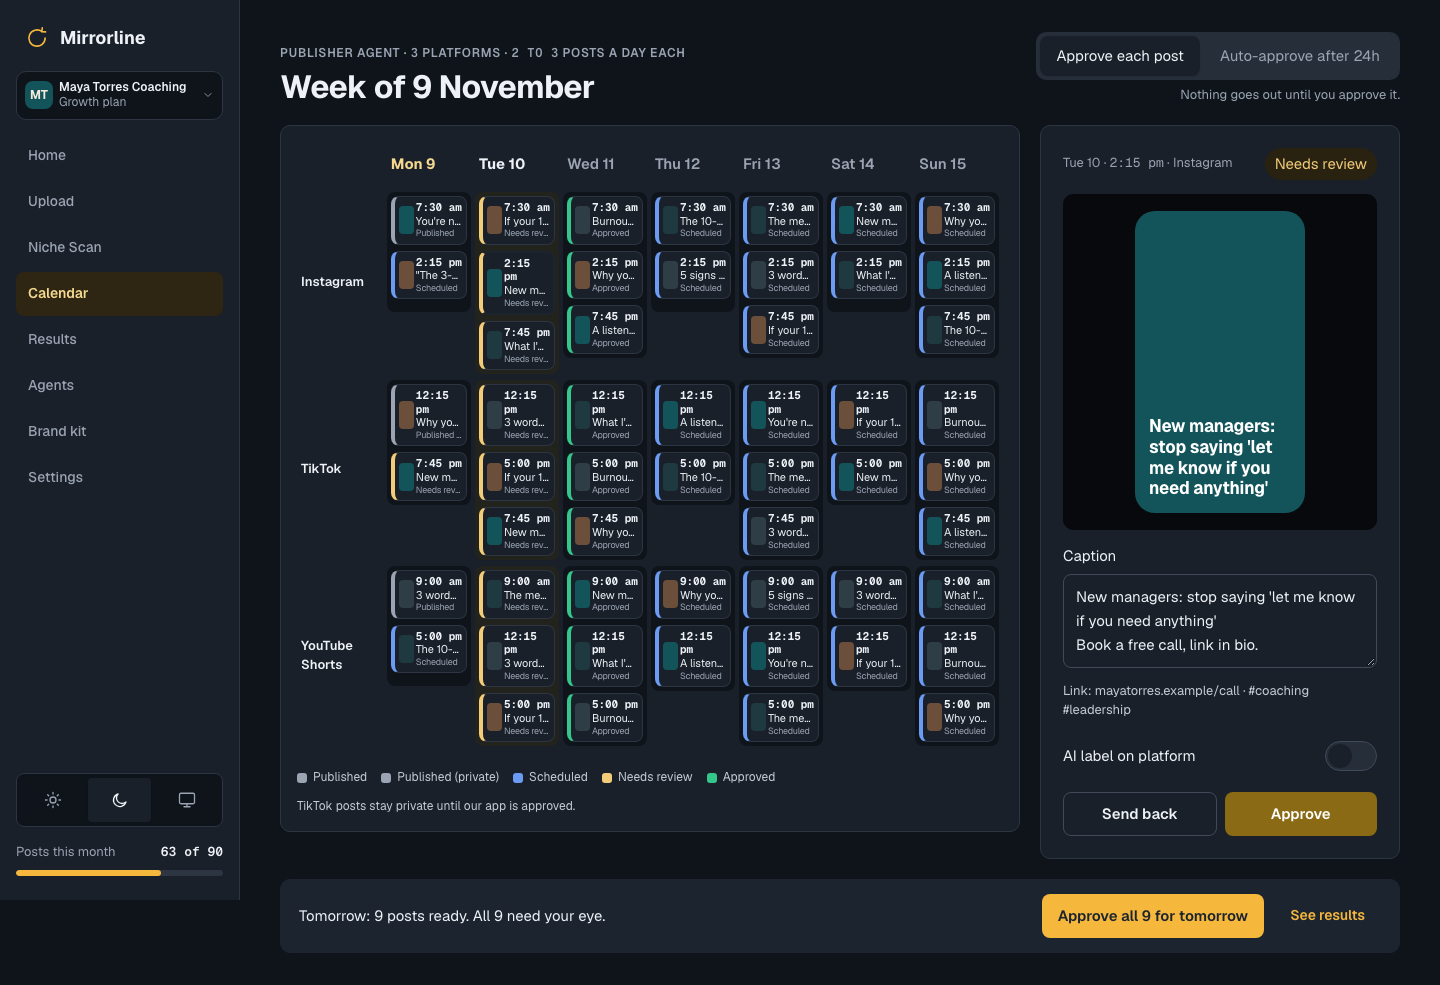 Mirrorline
MT
Maya Torres Coaching
Growth plan
Home
Upload
Niche Scan
Calendar
Results
Agents
Brand kit
Settings
Posts this month 63 of 90
PUBLISHER AGENT · 3 PLATFORMS · 2 TO 3 POSTS A DAY EACH
Week of 9 November
Approve each post Auto-approve after 24h
Nothing goes out until you approve it.
Mon 9 Tue 10 Wed 11 Thu 12 Fri 13 Sat 14 Sun 15
Instagram
7:30 am 7:30 am 7:30 am 7:30 am 7:30 am 7:30 am 7:30 am
You're n... If your 1... Burnou... The 10-... The me... New m... Why yo...
Published Needs rev... Approved Scheduled Scheduled Scheduled Scheduled
2:15 pm 2:15 pm 2:15 pm 2:15 pm 2:15 pm 2:15 pm 2:15 pm
"The 3-... New m... Why yo... 5 signs ... 3 word... What I'... A listen...
Scheduled Needs rev... Approved Scheduled Scheduled Scheduled Scheduled
7:45 pm 7:45 pm 7:45 pm 7:45 pm
What I'... A listen... If your 1... The 10-...
Needs rev... Approved Scheduled Scheduled
TikTok
12:15 pm 12:15 pm 12:15 pm 12:15 pm 12:15 pm 12:15 pm 12:15 pm
Why yo... 3 word... What I'... A listen... You're n... If your 1... Burnou...
Published ... Needs rev... Approved Scheduled Scheduled Scheduled Scheduled
7:45 pm 5:00 pm 5:00 pm 5:00 pm 5:00 pm 5:00 pm 5:00 pm
New m... If your 1... Burnou... The 10-... The me... New m... Why yo...
Needs rev... Needs rev... Approved Scheduled Scheduled Scheduled Scheduled
7:45 pm 7:45 pm 7:45 pm 7:45 pm
New m... Why yo... 3 word... A listen...
Needs rev... Approved Scheduled Scheduled
YouTube
Shorts
9:00 am 9:00 am 9:00 am 9:00 am 9:00 am 9:00 am 9:00 am
3 word... The me... New m... Why yo... 5 signs ... 3 word... What I'...
Published Needs rev... Approved Scheduled Scheduled Scheduled Scheduled
5:00 pm 12:15 pm 12:15 pm 12:15 pm 12:15 pm 12:15 pm 12:15 pm
The 10-... 3 word... What I'... A listen... You're n... If your 1... Burnou...
Scheduled Needs rev... Approved Scheduled Scheduled Scheduled Scheduled
5:00 pm 5:00 pm 5:00 pm 5:00 pm
If your 1... Burnou... The me... Why yo...
Needs rev... Approved Scheduled Scheduled
Published Published (private) Scheduled Needs review Approved
TikTok posts stay private until our app is approved.
Tue 10 · 2:15 pm · Instagram Needs review
New managers:
stop saying 'let
me know if you
need anything'
Caption
New managers: stop saying 'let me know
if you need anything'
Book a free call, link in bio.
Link: mayatorres.example/call · #coaching
#leadership
AI label on platform
Send back Approve
Tomorrow: 9 posts ready. All 9 need your eye.
Approve all 9 for tomorrow See results